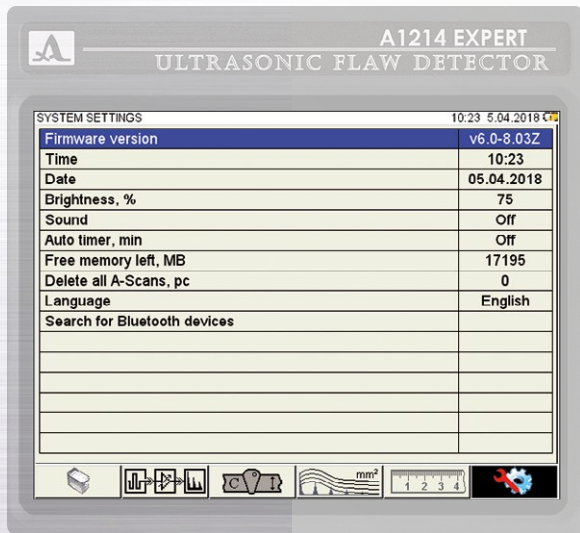 A1214 EXPERT
ULTRASONIC FLAW DETECTOR
SYSTEM SETTINGS 10:23 5.04.2018
Firmware version v6.0-8.03Z
Time 10:23
Date 05.04.2018
Brightness, % 75
Sound Off
Auto timer, min Off
Free memory left, MB 17195
Delete all A-Scans, pc 0
Language English
Search for Bluetooth devices
C I mm² 1 2 3 4